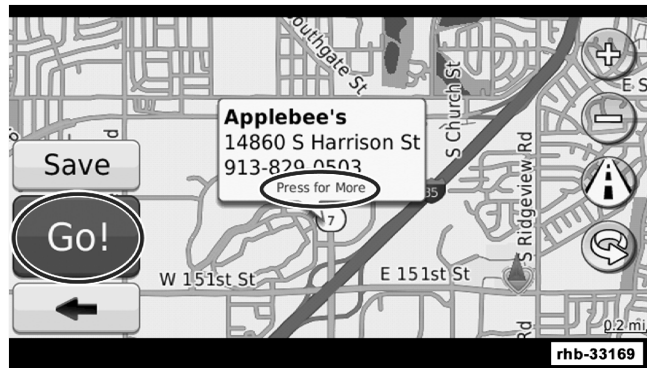 Southgate St
S Church St
E S
Applebee's
14860 S Harrison St
913-829-0503
Press for More
35
S Ridgeview Rd
Save
Go!
7
W 151st St
E 151st St
Rd
0.2 mi
rhb-33169